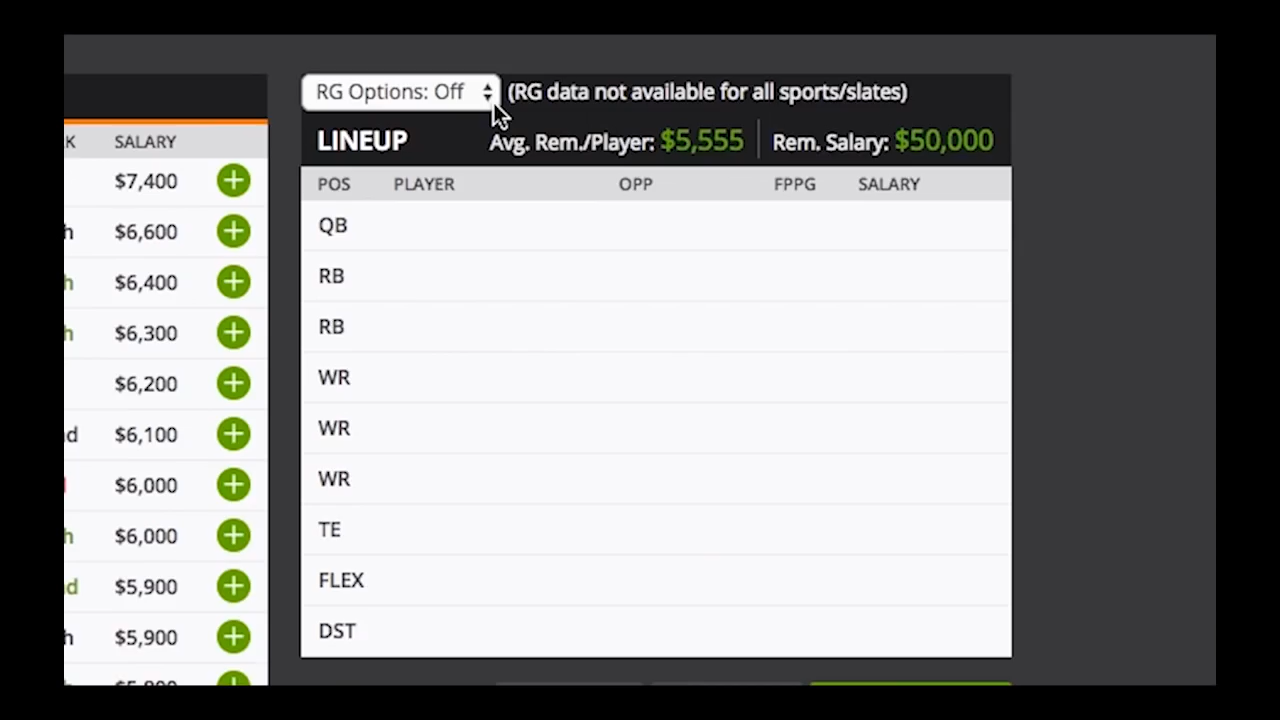 RG Options: Off (RG data not available for all sports/slates)
LINEUP Avg. Rem./Player: $5,555 Rem. Salary: $50,000
K SALARY
$7,400
h $6,600
h $6,400
h $6,300
$6,200
d $6,100
$6,000
h $6,000
d $5,900
h $5,900
POS PLAYER OPP FPPG SALARY
QB
RB
RB
WR
WR
WR
TE
FLEX
DST